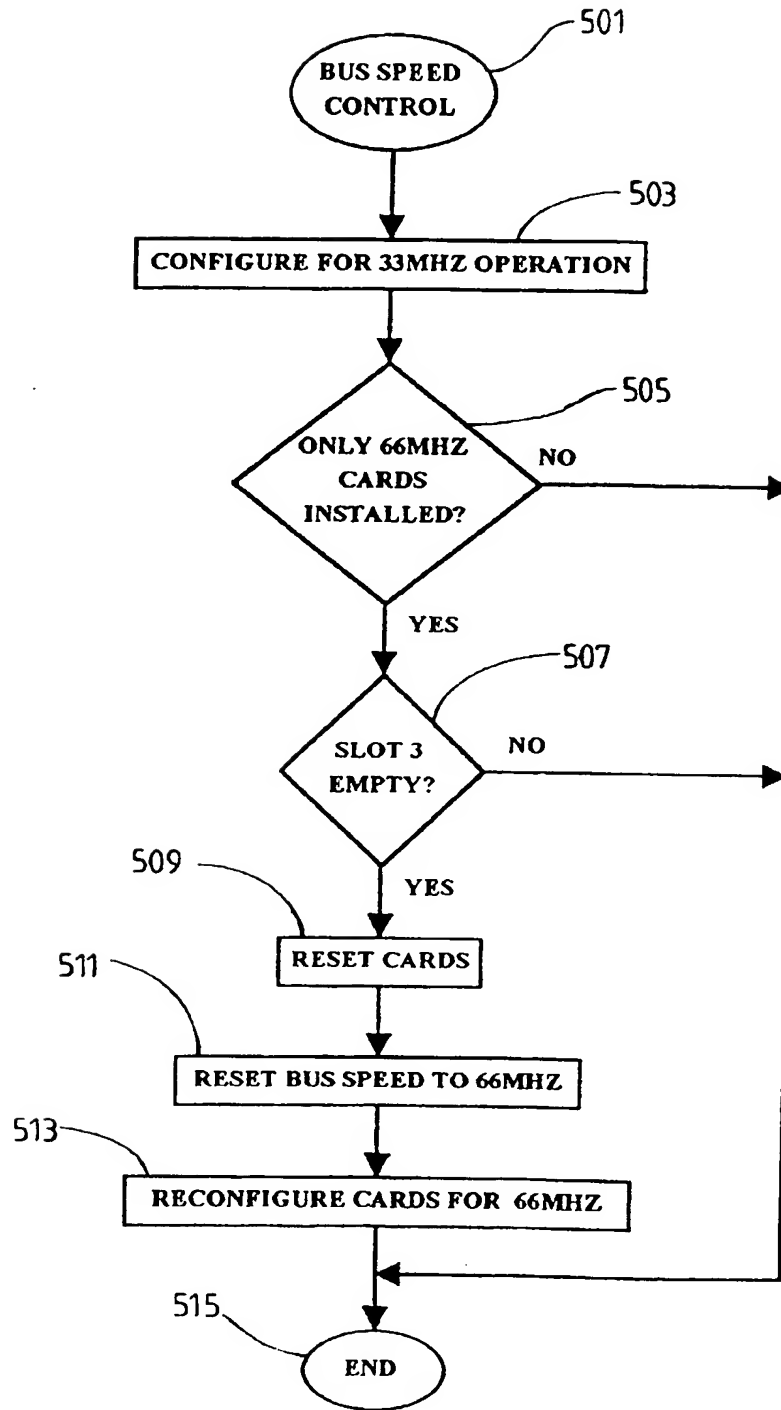 501
BUS SPEED
CONTROL
503
CONFIGURE FOR 33MHZ OPERATION
505
ONLY 66MHZ
CARDS
INSTALLED?
NO
YES
507
SLOT 3
EMPTY?
NO
YES
509
RESET CARDS
511
RESET BUS SPEED TO 66MHZ
513
RECONFIGURE CARDS FOR 66MHZ
515
END